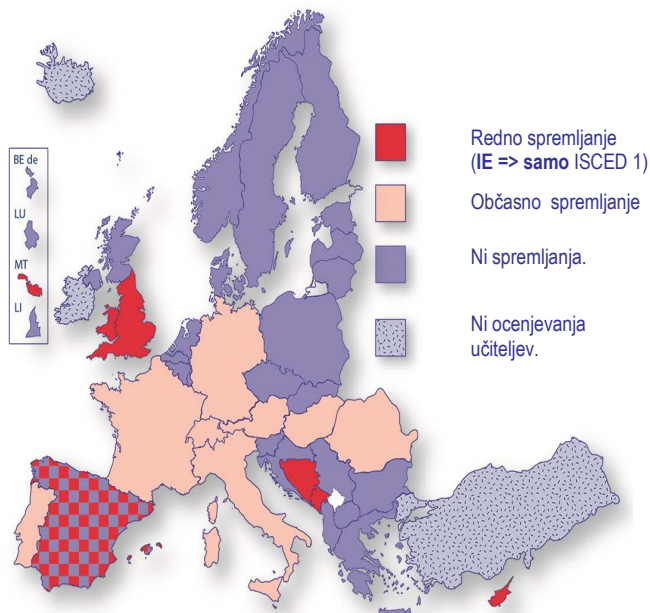 BE de
LU
MT
LI
Redno spremljanje
(IE => samo ISCED 1)
Občasno spremljanje
Ni spremljanja.
Ni ocenjevanja
učiteljev.